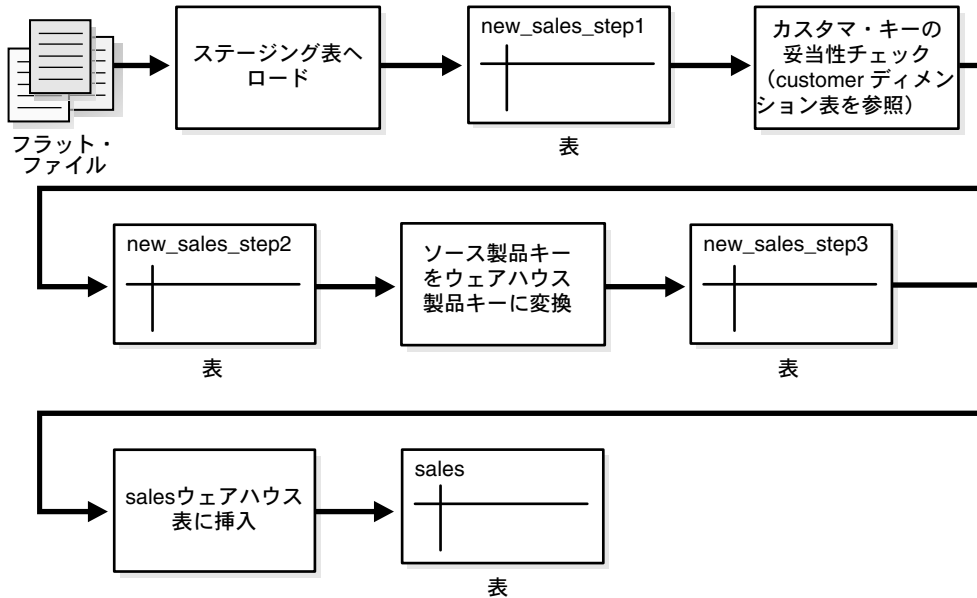 フラット・
ファイル
ステージング表へ
ロード
new_sales_step1
表
カスタマ・キーの
妥当性チェック
（customer ディメン
ション表を参照）
new_sales_step2
表
ソース製品キー
をウェアハウス
製品キーに変換
new_sales_step3
表
salesウェアハウス
表に挿入
sales
表